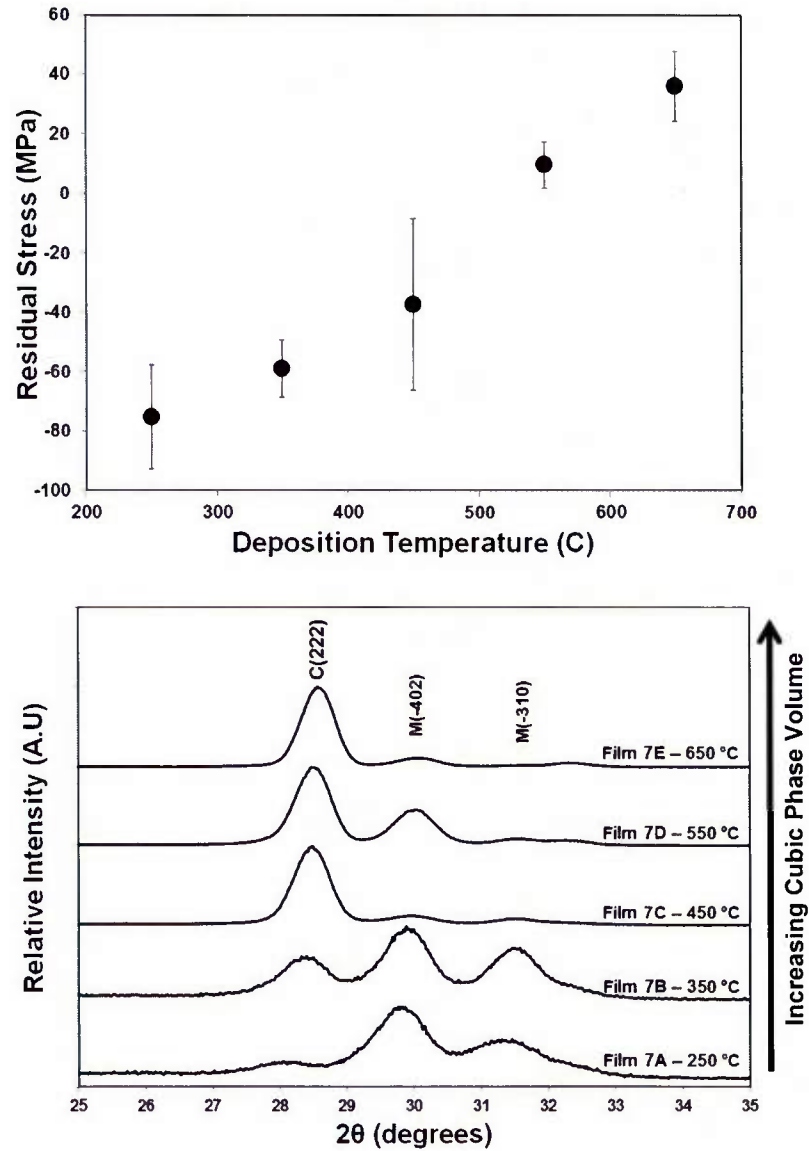 60
40
20
0
-20
-40
-60
-80
-100
Residual Stress (MPa)
200 300 400 500 600 700
Deposition Temperature (C)
C(222)
M(-402)
M(-310)
Film 7E – 650 °C
Film 7D – 550 °C
Film 7C – 450 °C
Film 7B – 350 °C
Film 7A – 250 °C
Relative Intensity (A.U)
Increasing Cubic Phase Volume
25 26 27 28 29 30 31 32 33 34 35
2θ (degrees)